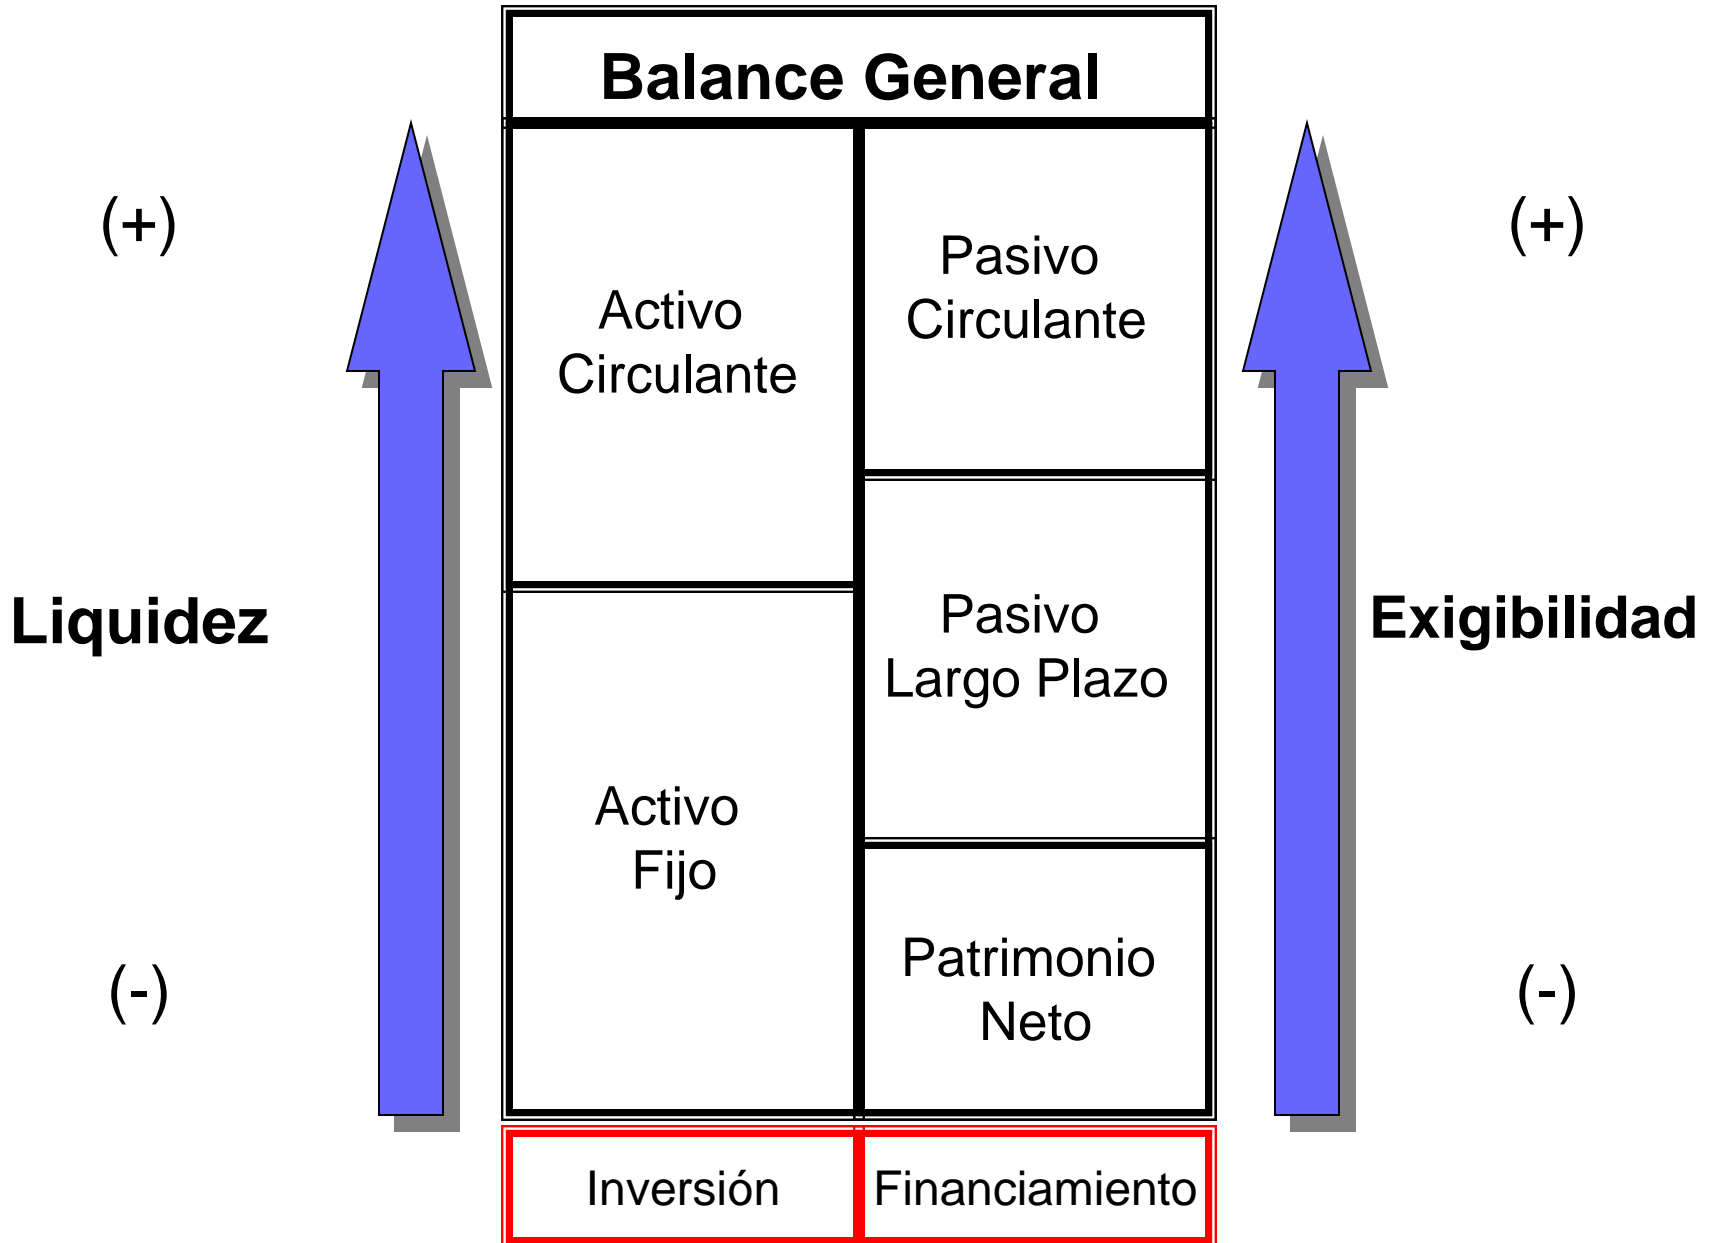 Balance General
(+)
(+)
Activo
Circulante
Pasivo
Circulante
Liquidez
Exigibilidad
Pasivo
Largo Plazo
Activo
Fijo
Patrimonio
Neto
(-)
(-)
Inversión
Financiamiento